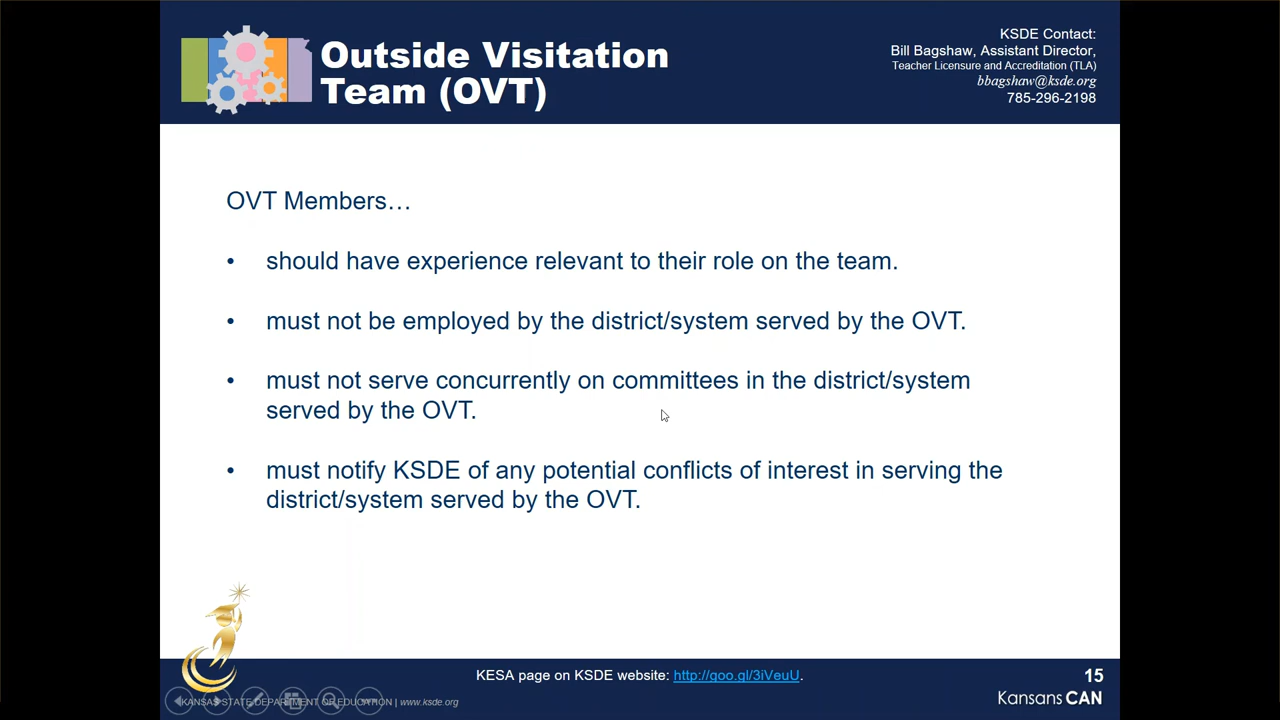 Outside Visitation
Team (OVT)
KSDE Contact:
Bill Bagshaw, Assistant Director,
Teacher Licensure and Accreditation (TLA)
bbagshaw@ksde.org
785-296-2198
OVT Members…
• should have experience relevant to their role on the team.
• must not be employed by the district/system served by the OVT.
• must not serve concurrently on committees in the district/system
served by the OVT.
• must notify KSDE of any potential conflicts of interest in serving the
district/system served by the OVT.
KESA page on KSDE website: http://goo.gl/3iVeuU.
15
KANSAS STATE DEPARTMENT OF EDUCATION | www.ksde.org
Kansans CAN